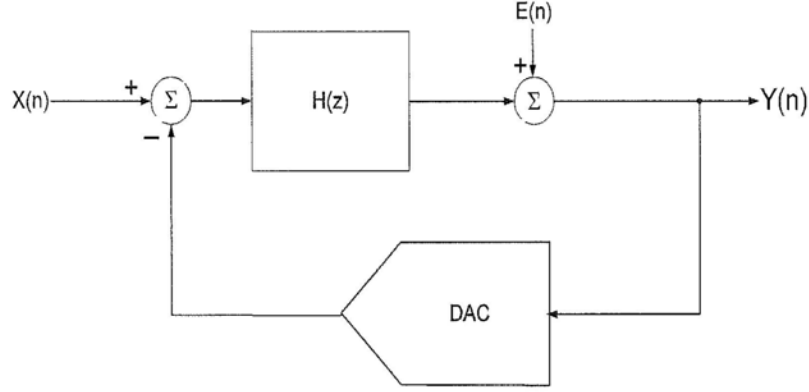 E(n)
+
X(n)
+
Σ
H(z)
Σ
Y(n)
−
DAC